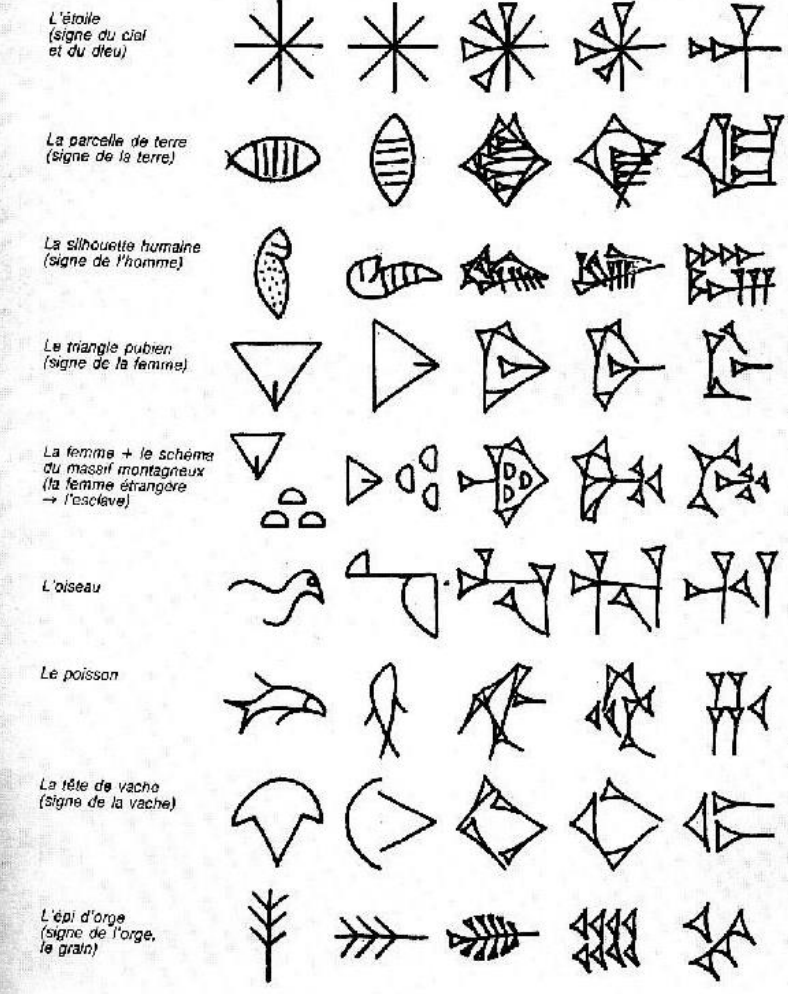 L'étoile
(signe du ciel
et du dieu)
La parcelle de terre
(signe de la terre)
La silhouette humaine
(signe de l'homme)
Le triangle pubien
(signe de la femme)
La femme + le schéma
du massif montagneux
(la femme étrangère
→ l'esclave)
L'oiseau
Le poisson
La tête de vache
(signe de la vache)
L'épi d'orge
(signe de l'orge,
le grain)